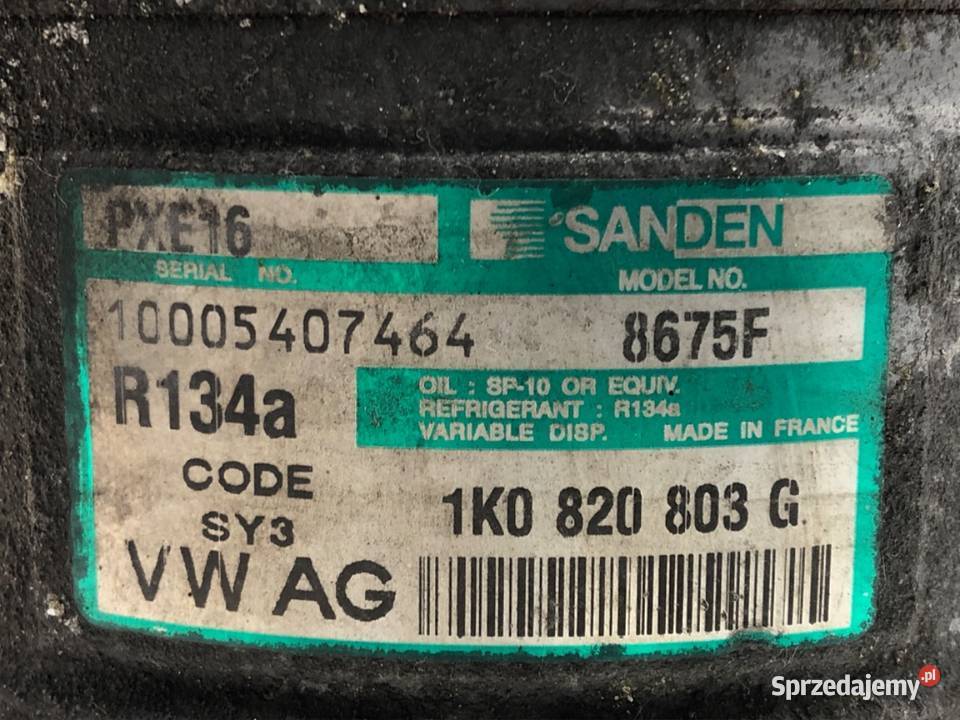 PXE16 SANDEN
SERIAL NO. MODEL NO.
10005407464 8675F
R134a
OIL : SP-10 OR EQUIV.
REFRIGERANT : R134a
VARIABLE DISP. MADE IN FRANCE
CODE
SY3
1K0 820 803 G
VW AG
Sprzedajemy.pl